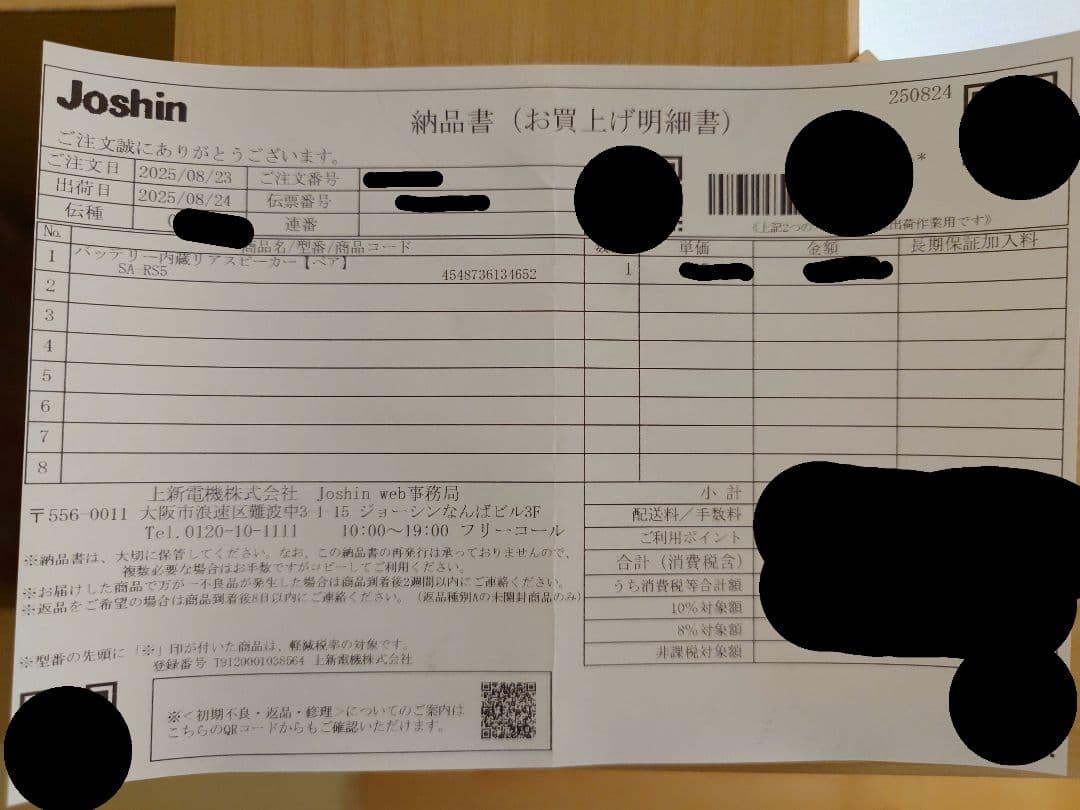 Joshin
納品書（お買上げ明細書）
250824
ご注文誠にありがとうございます。
*
ご注文日 2025/08/23 ご注文番号
出荷日 2025/08/24 伝票番号
伝種 連番
《上記2つの 出荷作業用です》
No. 商品名/型番/商品コード 単価 金額 長期保証加入料
1 バッテリー内蔵リアスピーカー【ペア】
SA-RS5 4548736134652 1
2
3
4
5
6
7
8
上新電機株式会社 Joshin web事務局
〒556-0011 大阪市浪速区難波中3-1-15 ジョーシンなんばビル3F
Tel.0120-10-1111 10:00～19:00 フリーコール
※納品書は、大切に保管してください。なお、この納品書の再発行は承っておりませんので、
複数必要な場合はお手数ですがコピーしてご利用ください。
※お届けした商品で万が一不良品が発生した場合は商品到着後2週間以内にご連絡ください。
※返品をご希望の場合は商品到着後8日以内にご連絡ください。（返品種別Aの未開封商品のみ）
※型番の先頭に「※」印が付いた商品は、軽減税率の対象です。
登録番号 T9120001038564 上新電機株式会社
小計
配送料／手数料
ご利用ポイント
合計（消費税含）
うち消費税等合計額
10%対象額
8%対象額
非課税対象額
※＜初期不良・返品・修理＞についてのご案内は
こちらのQRコードからもご確認いただけます。